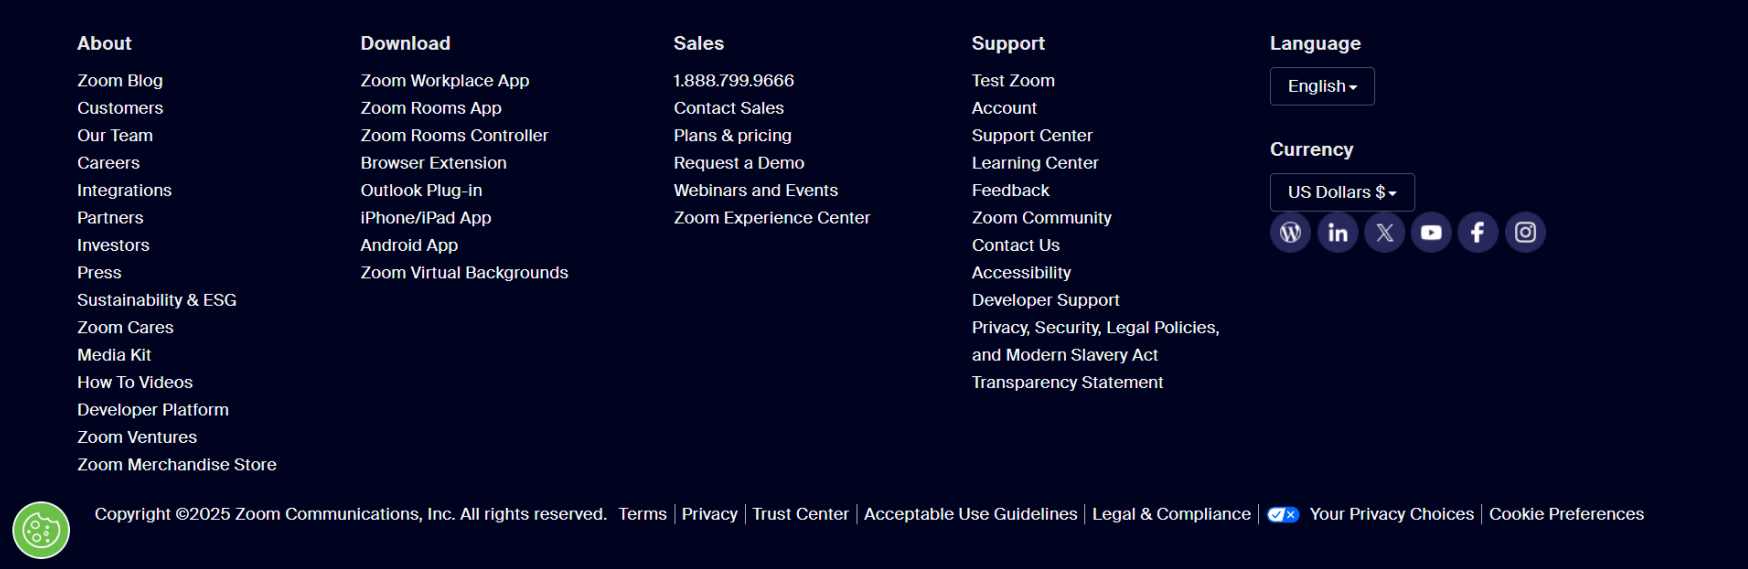 About
Zoom Blog
Customers
Our Team
Careers
Integrations
Partners
Investors
Press
Sustainability & ESG
Zoom Cares
Media Kit
How To Videos
Developer Platform
Zoom Ventures
Zoom Merchandise Store
Download
Zoom Workplace App
Zoom Rooms App
Zoom Rooms Controller
Browser Extension
Outlook Plug-in
iPhone/iPad App
Android App
Zoom Virtual Backgrounds
Sales
1.888.799.9666
Contact Sales
Plans & pricing
Request a Demo
Webinars and Events
Zoom Experience Center
Support
Test Zoom
Account
Support Center
Learning Center
Feedback
Zoom Community
Contact Us
Accessibility
Developer Support
Privacy, Security, Legal Policies,
and Modern Slavery Act
Transparency Statement
Language
English
Currency
US Dollars $
Copyright ©2025 Zoom Communications, Inc. All rights reserved. Terms | Privacy | Trust Center | Acceptable Use Guidelines | Legal & Compliance | Your Privacy Choices | Cookie Preferences